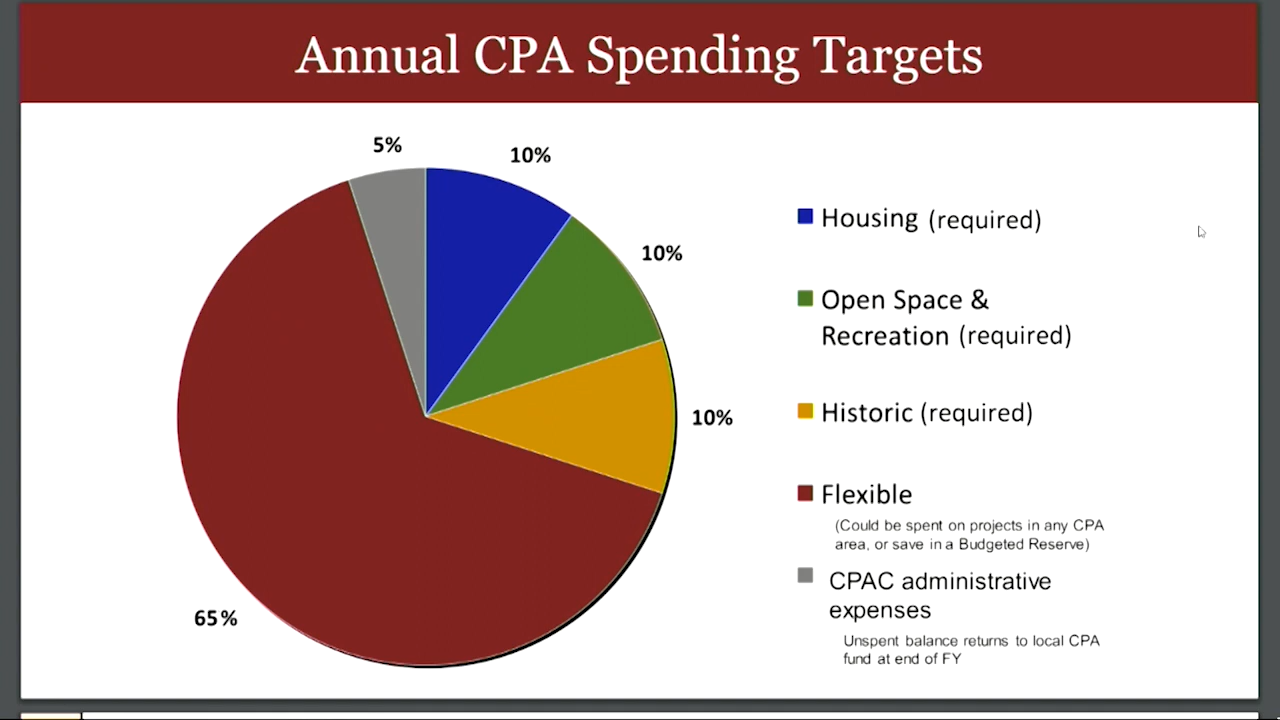 Annual CPA Spending Targets
5%
10%
10%
10%
65%
Housing (required)
Open Space &
Recreation (required)
Historic (required)
Flexible
(Could be spent on projects in any CPA
area, or save in a Budgeted Reserve)
CPAC administrative
expenses
Unspent balance returns to local CPA
fund at end of FY